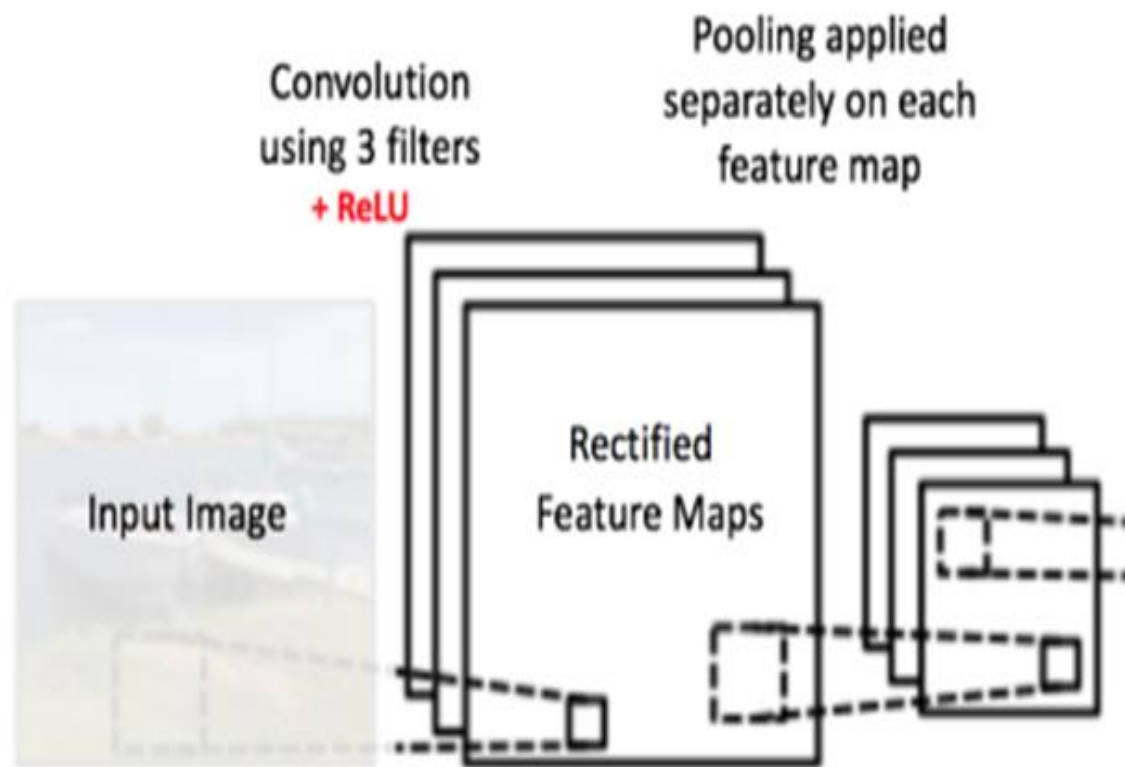 Convolution
using 3 filters
+ ReLU
Pooling applied
separately on each
feature map
Input Image
Rectified
Feature Maps